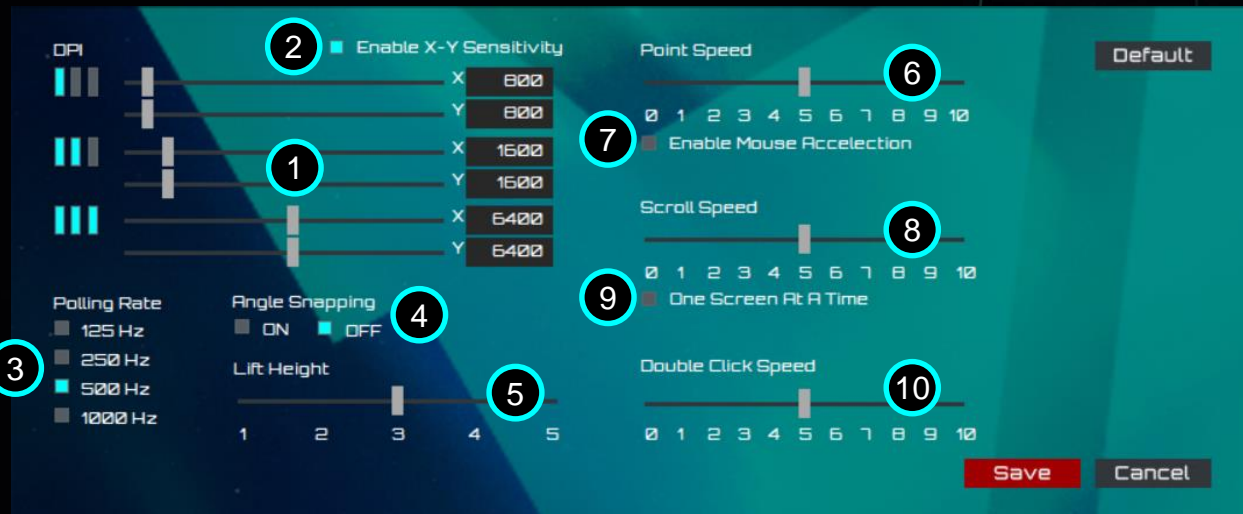 DPI
2
Enable X-Y Sensitivity
X 800
Y 800
X 1600
Y 1600
X 6400
Y 6400
1
Polling Rate
125 Hz
250 Hz
500 Hz
1000 Hz
3
Angle Snapping
ON OFF
4
Lift Height
5
1 2 3 4 5
Point Speed
6
0 1 2 3 4 5 6 7 8 9 10
7
Enable Mouse Accelection
Scroll Speed
8
0 1 2 3 4 5 6 7 8 9 10
9
One Screen At A Time
Double Click Speed
10
0 1 2 3 4 5 6 7 8 9 10
Default
Save Cancel